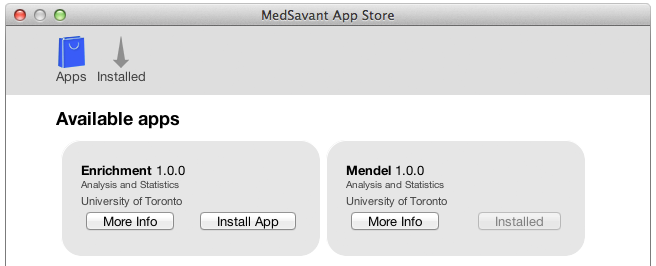 MedSavant App Store
Apps Installed
Available apps
Enrichment 1.0.0
Analysis and Statistics
University of Toronto
More Info Install App
Mendel 1.0.0
Analysis and Statistics
University of Toronto
More Info Installed